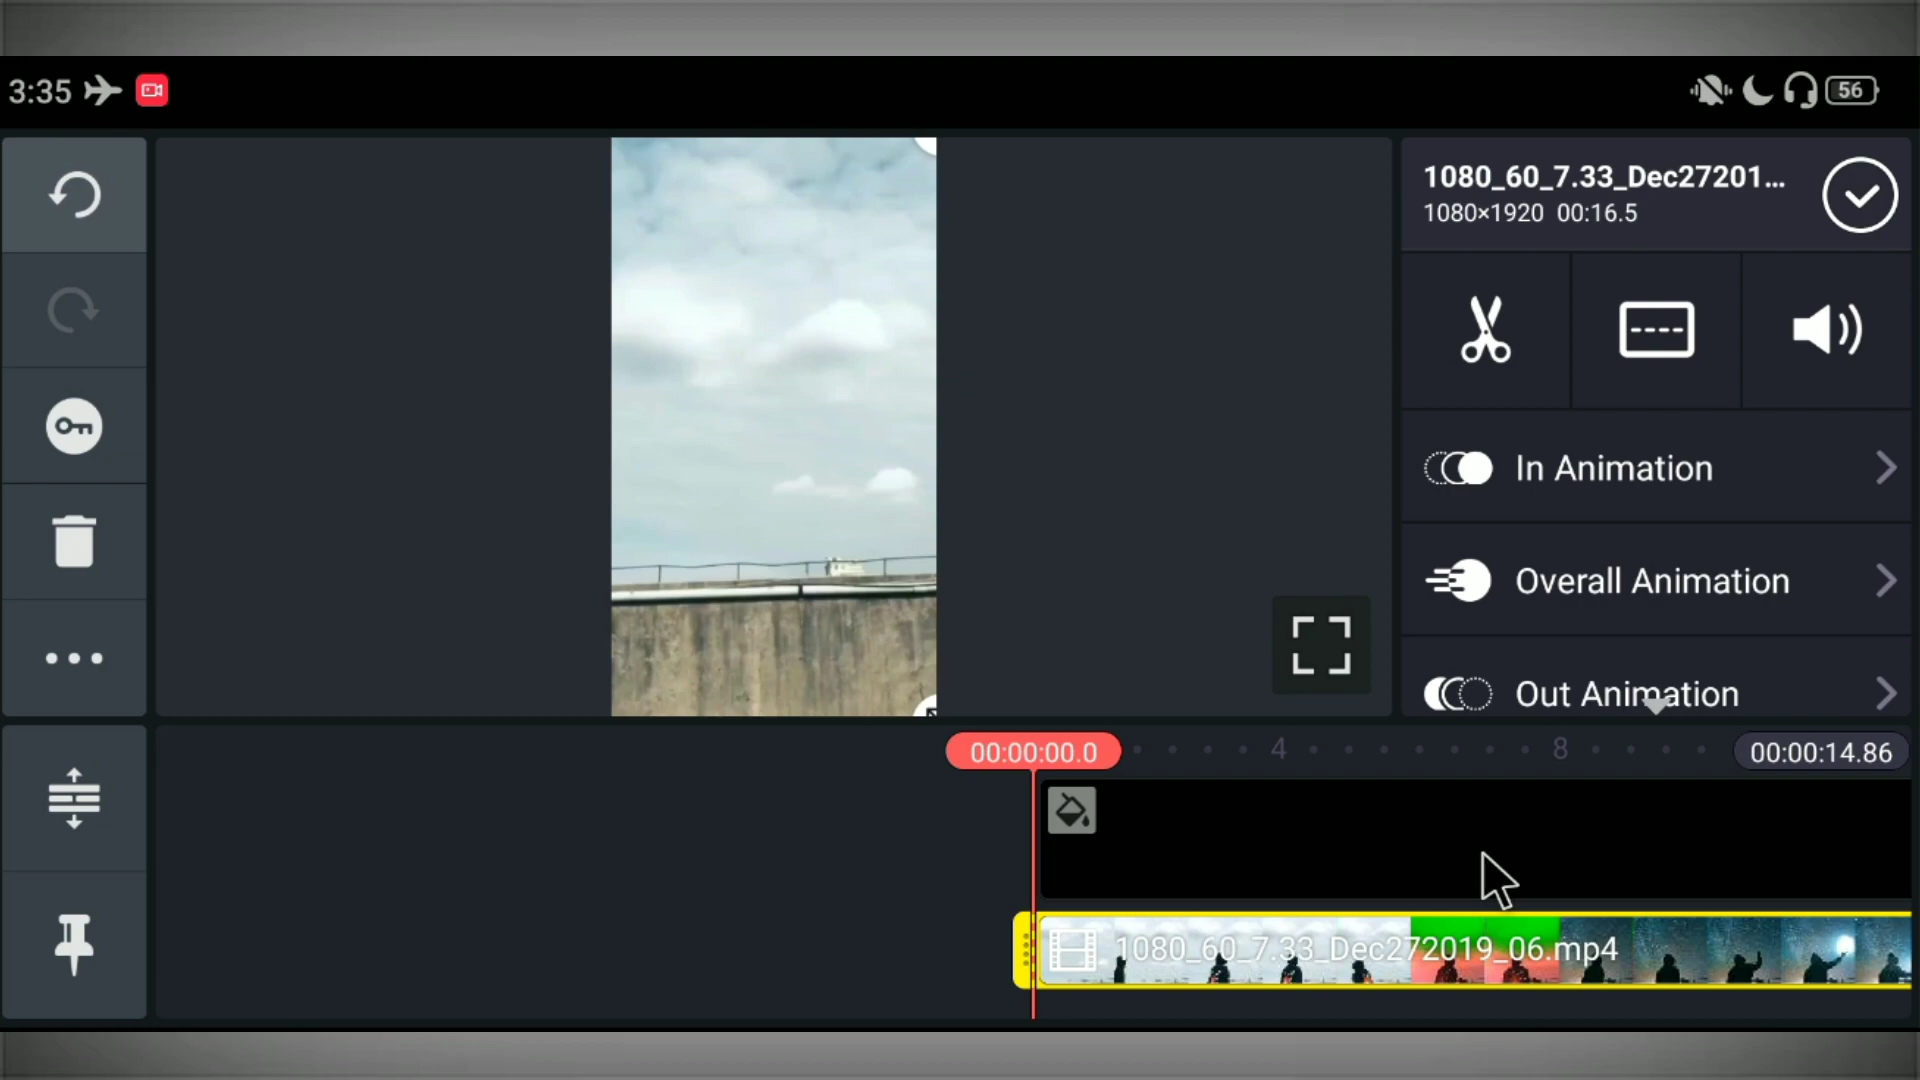 3:35
56
1080_60_7.33_Dec27201...
1080×1920 00:16.5
In Animation
Overall Animation
Out Animation
00:00:00.0
4
8
00:00:14.86
1080_60_7.33_Dec272019_06.mp4